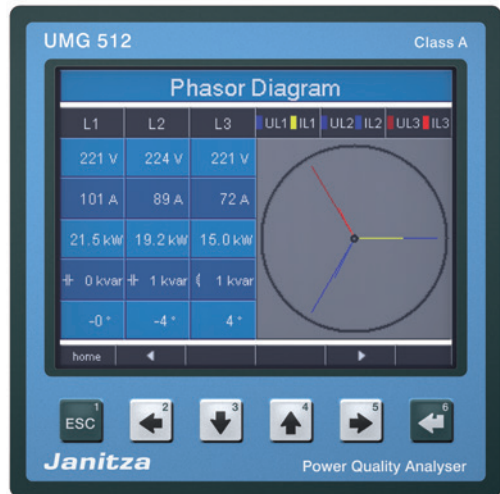 UMG 512 Class A
Phasor Diagram
L1 L2 L3 UL1 IL1 UL2 IL2 UL3 IL3
221 V 224 V 221 V
101 A 89 A 72 A
21.5 kW 19.2 kW 15.0 kW
0 kvar 1 kvar 1 kvar
-0 ° -4 ° 4 °
home
ESC 1 2 3 4 5 6
Janitza Power Quality Analyser